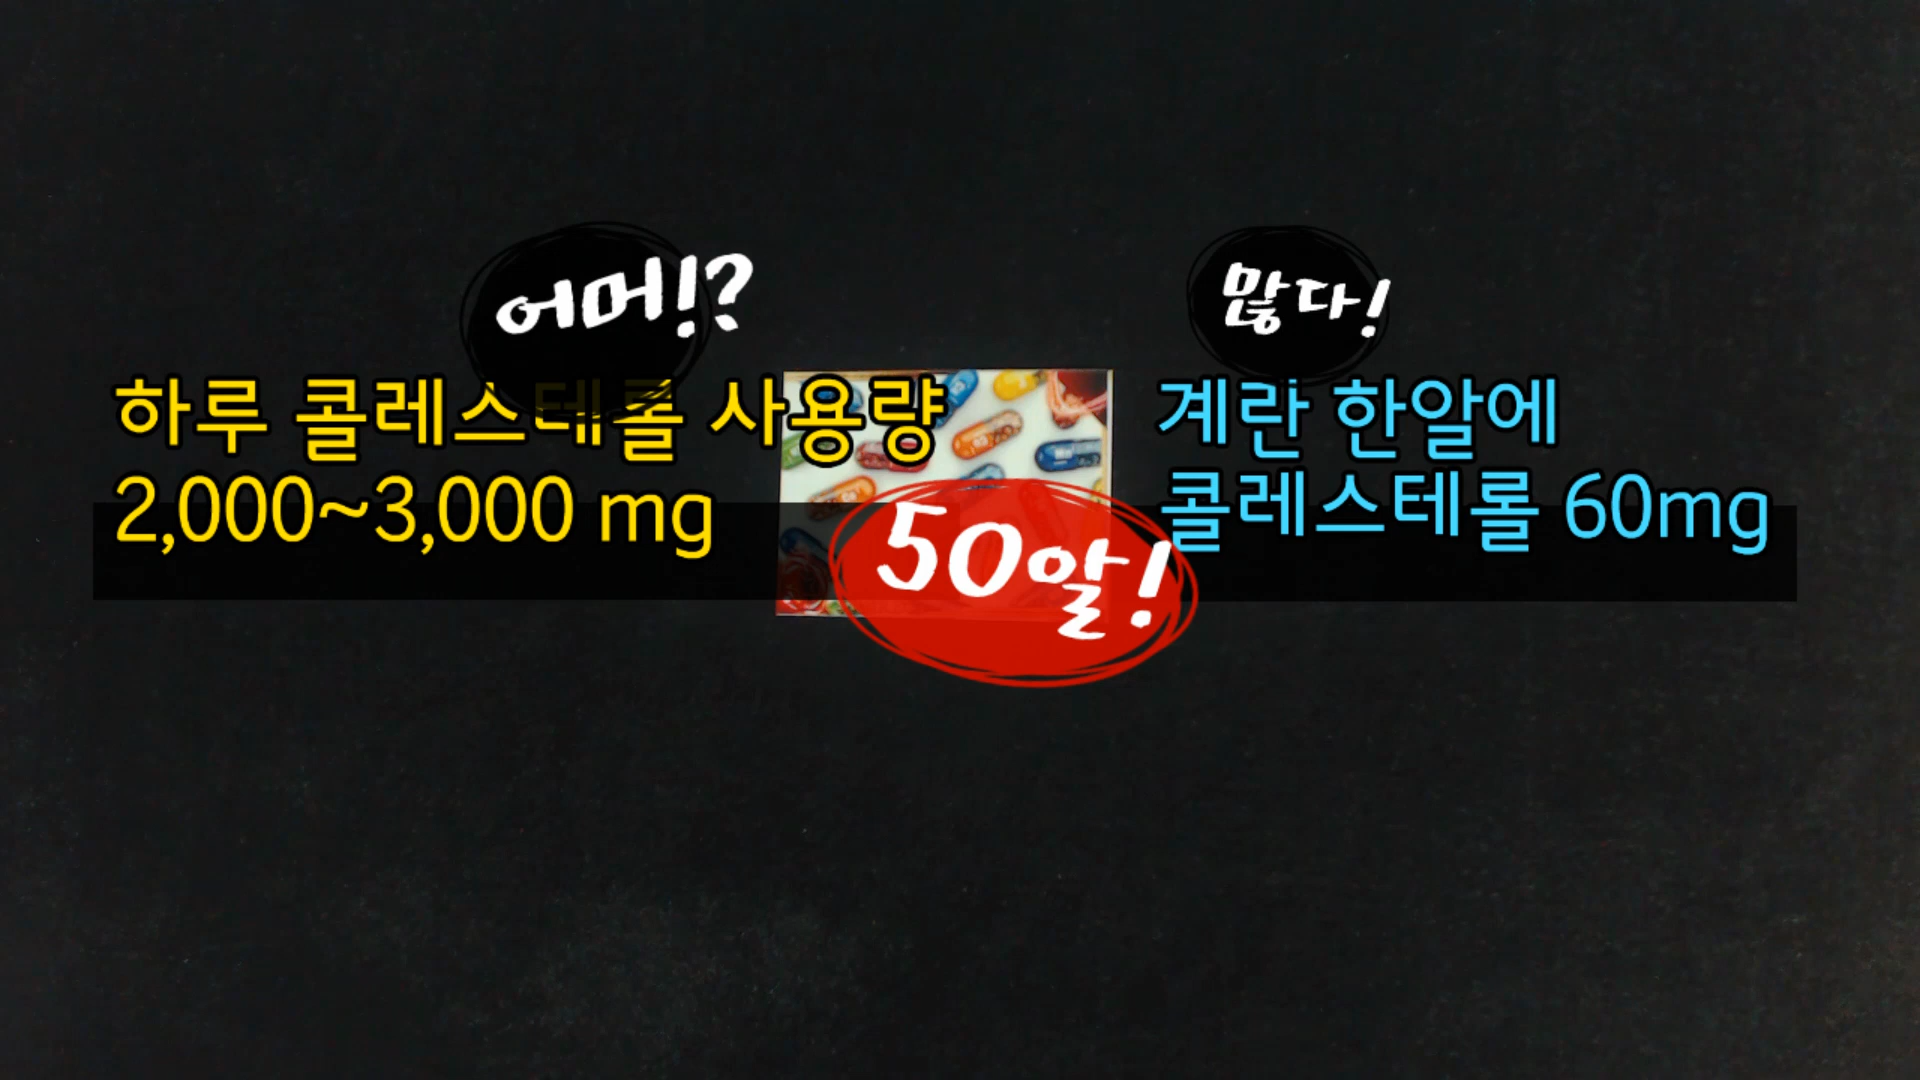 어머!?
많다!
하루 콜레스테롤 사용량
2,000~3,000 mg
계란 한알에
콜레스테롤 60mg
50알!